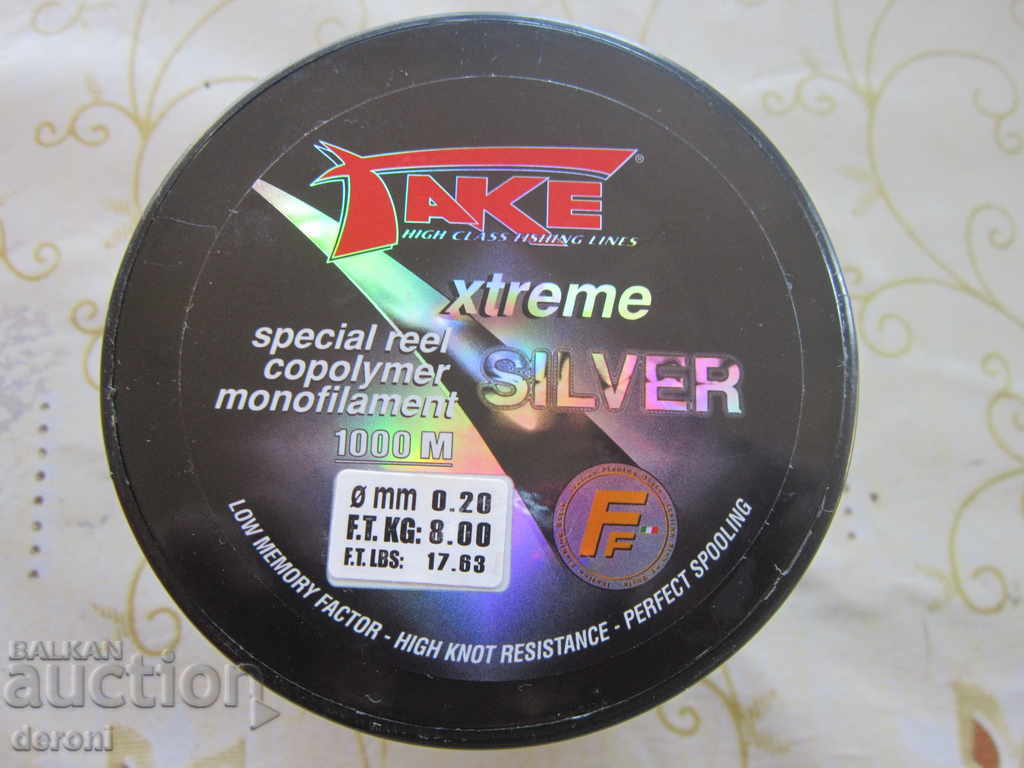 TAKE®
HIGH CLASS FISHING LINES
xtreme
SILVER
special reel
copolymer
monofilament
1000 M
Ø mm 0.20
F.T. KG: 8.00
F.T. LBS: 17.63
FF
LOW MEMORY FACTOR - HIGH KNOT RESISTANCE - PERFECT SPOOLING
BALKAN
auction
deroni